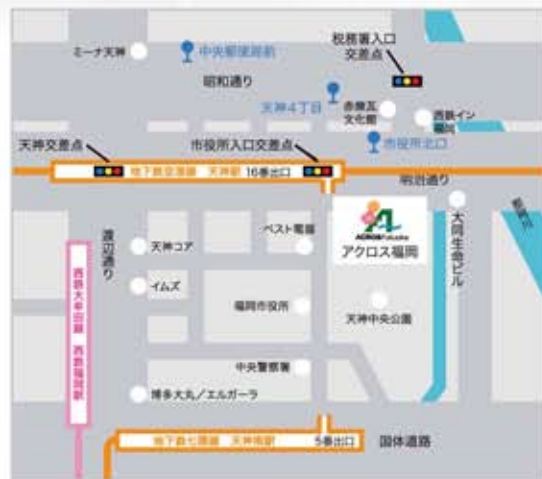 税務署入口
交差点
ミーナ天神
中央郵便局前
昭和通り
天神4丁目
赤煉瓦
文化館
西鉄イン
福岡
天神交差点
市役所入口交差点
市役所北口
地下鉄空港線 天神駅 16番出口
明治通り
渡辺通り
天神コア
ベスト電器
ACROS Fukuoka
アクロス福岡
大同生命ビル
イムズ
西鉄大牟田線 西鉄福岡駅
福岡市役所
天神中央公園
中央警察署
博多大丸/エルガーラ
地下鉄七隈線 天神南駅 5番出口
国体道路